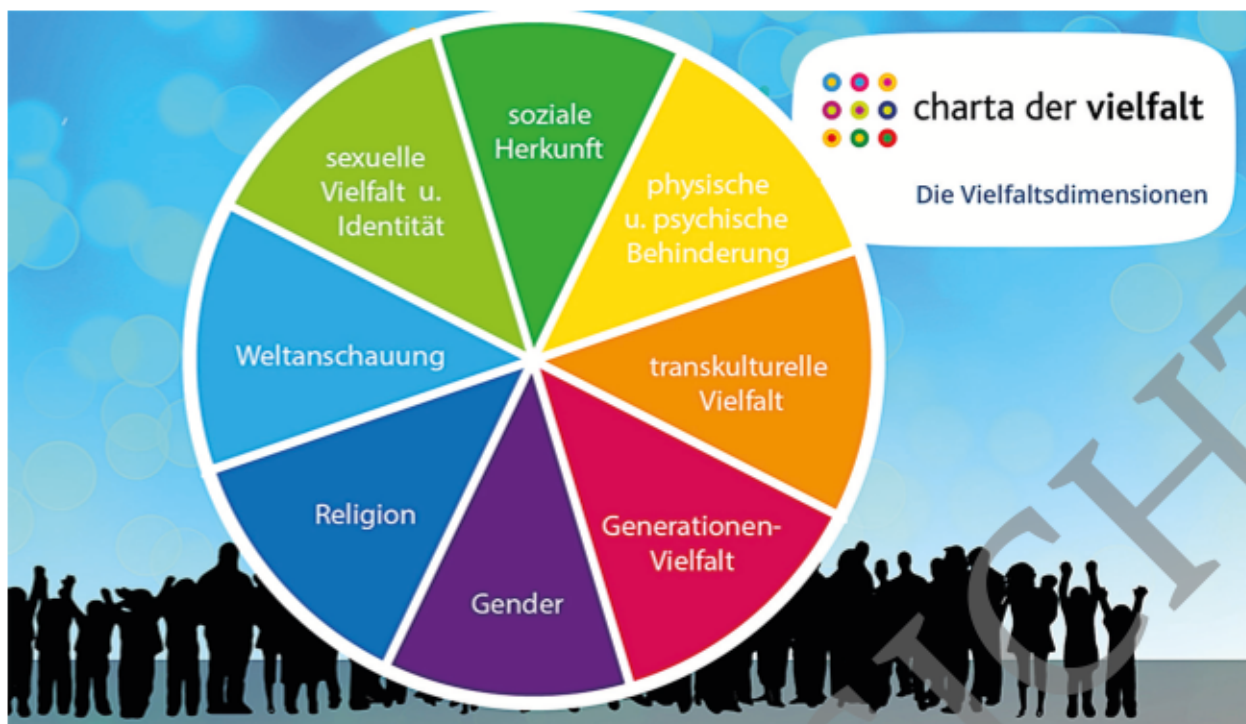 charta der vielfalt
Die Vielfaltsdimensionen
soziale
Herkunft
physische
u. psychische
Behinderung
transkulturelle
Vielfalt
Generationen-
Vielfalt
Gender
Religion
Weltanschauung
sexuelle
Vielfalt u.
Identität